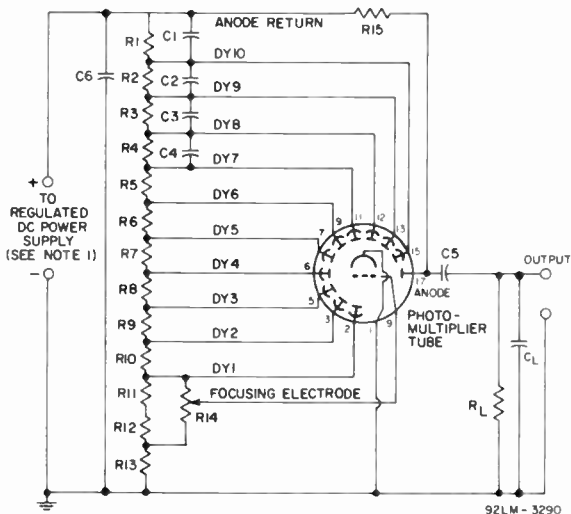 ANODE RETURN
R1
C1
R15
DY10
C6
R2
C2
DY9
R3
C3
DY8
R4
C4
DY7
R5
DY6
R6
DY5
R7
DY4
R8
DY3
R9
DY2
R10
DY1
R11
FOCUSING ELECTRODE
R14
R12
R13
+
TO
REGULATED
DC POWER
SUPPLY
(SEE NOTE 1)
-
7
9
11
12
13
15
6
17
5
3
2
1
9
ANODE
PHOTO-
MULTIPLIER
TUBE
C5
OUTPUT
CL
RL
92LM-3290